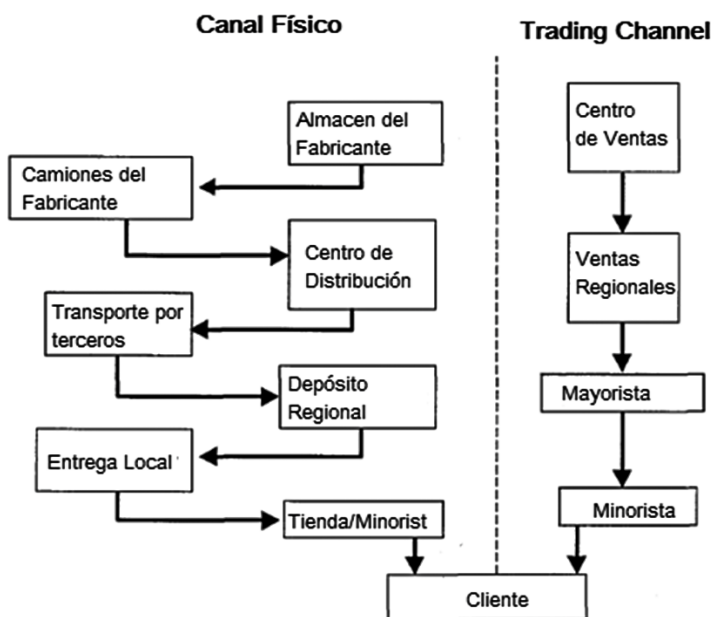 Canal Físico
Almacen del
Fabricante
Camiones del
Fabricante
Centro de
Distribución
Transporte por
terceros
Depósito
Regional
Entrega Local
Tienda/Minorist
Trading Channel
Centro
de Ventas
Ventas
Regionales
Mayorista
Minorista
Cliente